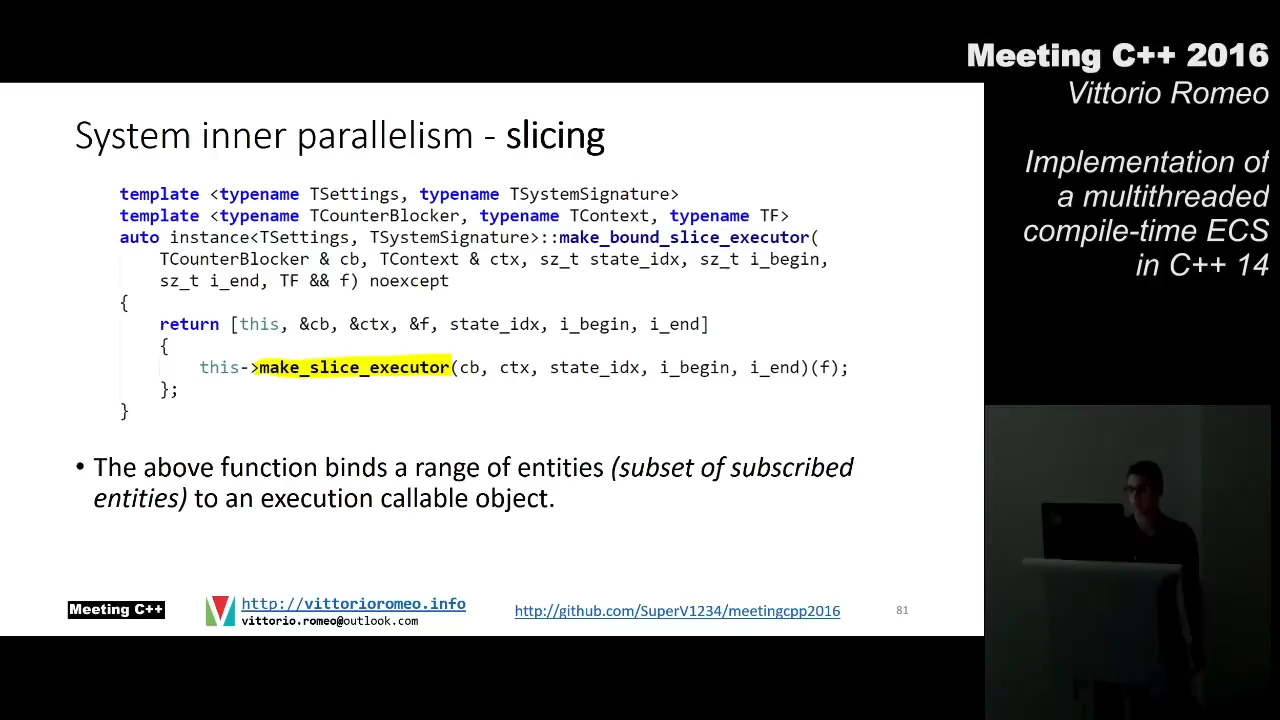 Meeting C++ 2016
Vittorio Romeo
Implementation of
a multithreaded
compile-time ECS
in C++ 14
System inner parallelism - slicing
template <typename TSettings, typename TSystemSignature>
template <typename TCounterBlocker, typename TContext, typename TF>
auto instance<TSettings, TSystemSignature>::make_bound_slice_executor(
TCounterBlocker & cb, TContext & ctx, sz_t state_idx, sz_t i_begin,
sz_t i_end, TF && f) noexcept
{
return [this, &cb, &ctx, &f, state_idx, i_begin, i_end]
{
this->make_slice_executor(cb, ctx, state_idx, i_begin, i_end)(f);
};
}
• The above function binds a range of entities (subset of subscribed
entities) to an execution callable object.
Meeting C++
http://vittorioromeo.info
vittorio.romeo@outlook.com
http://github.com/SuperV1234/meetingcpp2016
81